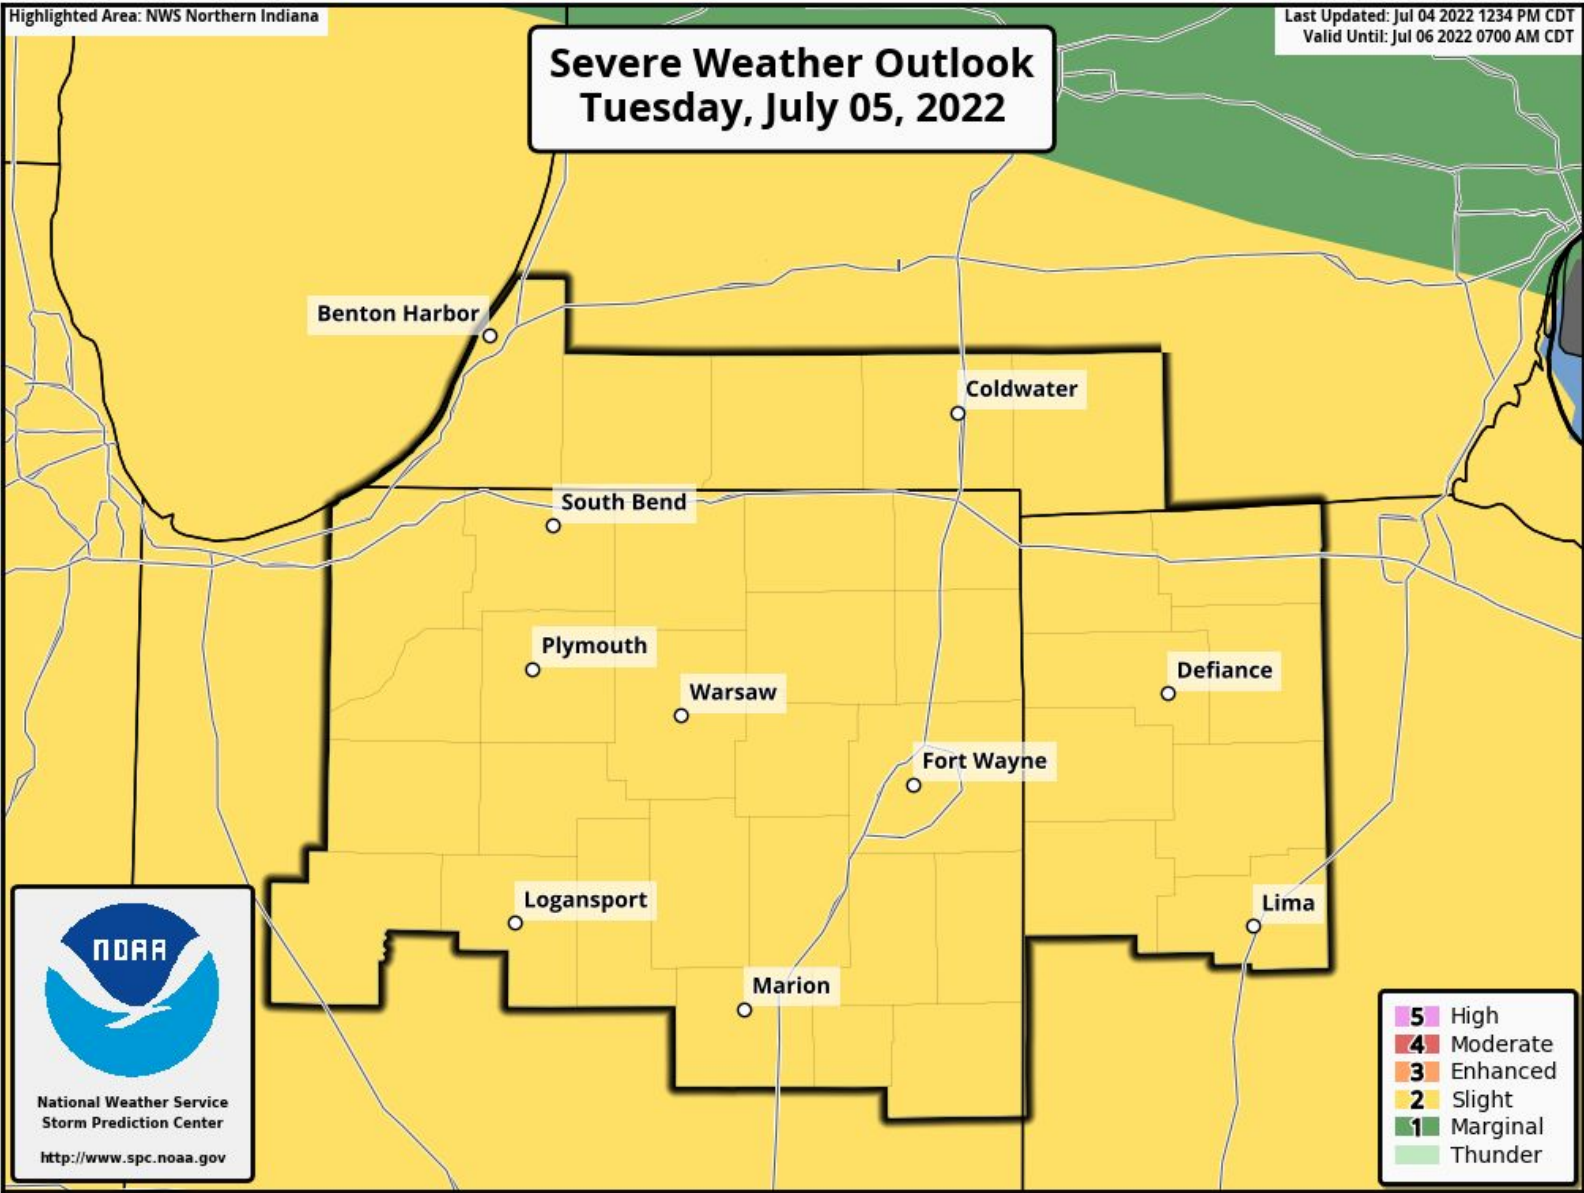 Highlighted Area: NWS Northern Indiana
Last Updated: Jul 04 2022 1234 PM CDT
Valid Until: Jul 06 2022 0700 AM CDT
Severe Weather Outlook
Tuesday, July 05, 2022
Benton Harbor
Coldwater
South Bend
Plymouth
Defiance
Warsaw
Fort Wayne
Logansport
Lima
Marion
NOAA
National Weather Service
Storm Prediction Center
http://www.spc.noaa.gov
5 High
4 Moderate
3 Enhanced
2 Slight
1 Marginal
Thunder